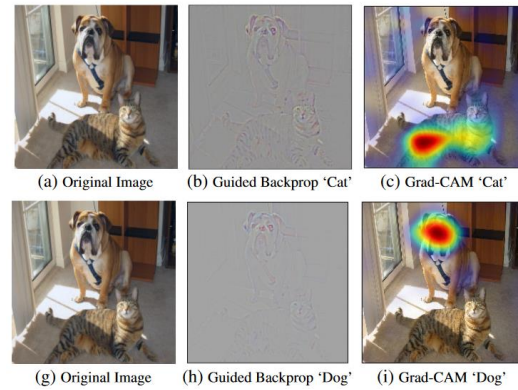 (a) Original Image
(b) Guided Backprop ‘Cat’
(c) Grad-CAM ‘Cat’
(g) Original Image
(h) Guided Backprop ‘Dog’
(i) Grad-CAM ‘Dog’